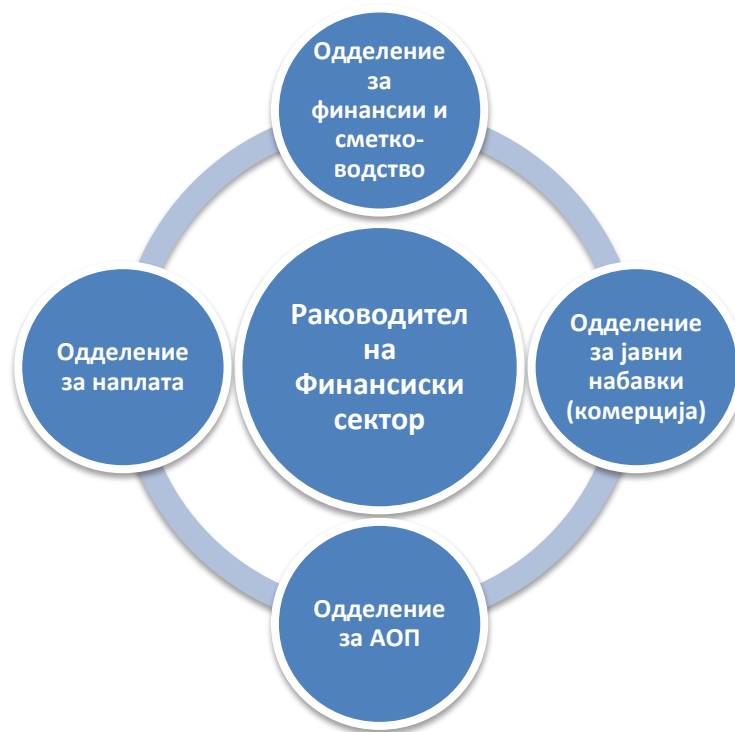 Одделение
за
финансии и
сметко-
водство
Одделение
за наплата
Раководител
на
Финансиски
сектор
Одделение
за јавни
набавки
(комерција)
Одделение
за АОП